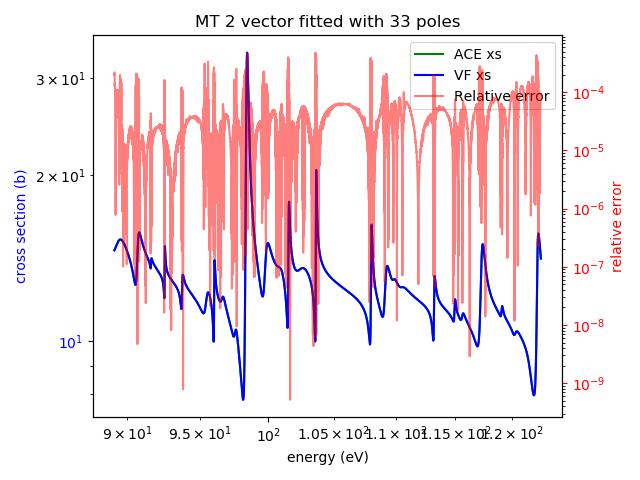 MT 2 vector fitted with 33 poles
ACE xs
VF xs
Relative error
3 × 10¹
2 × 10¹
10¹
cross section (b)
10⁻⁴
10⁻⁵
10⁻⁶
10⁻⁷
10⁻⁸
10⁻⁹
relative error
9 × 10¹
9.5 × 10¹
10²
1.05 × 10²
1.1 × 10²
1.15 × 10²
1.2 × 10²
energy (eV)